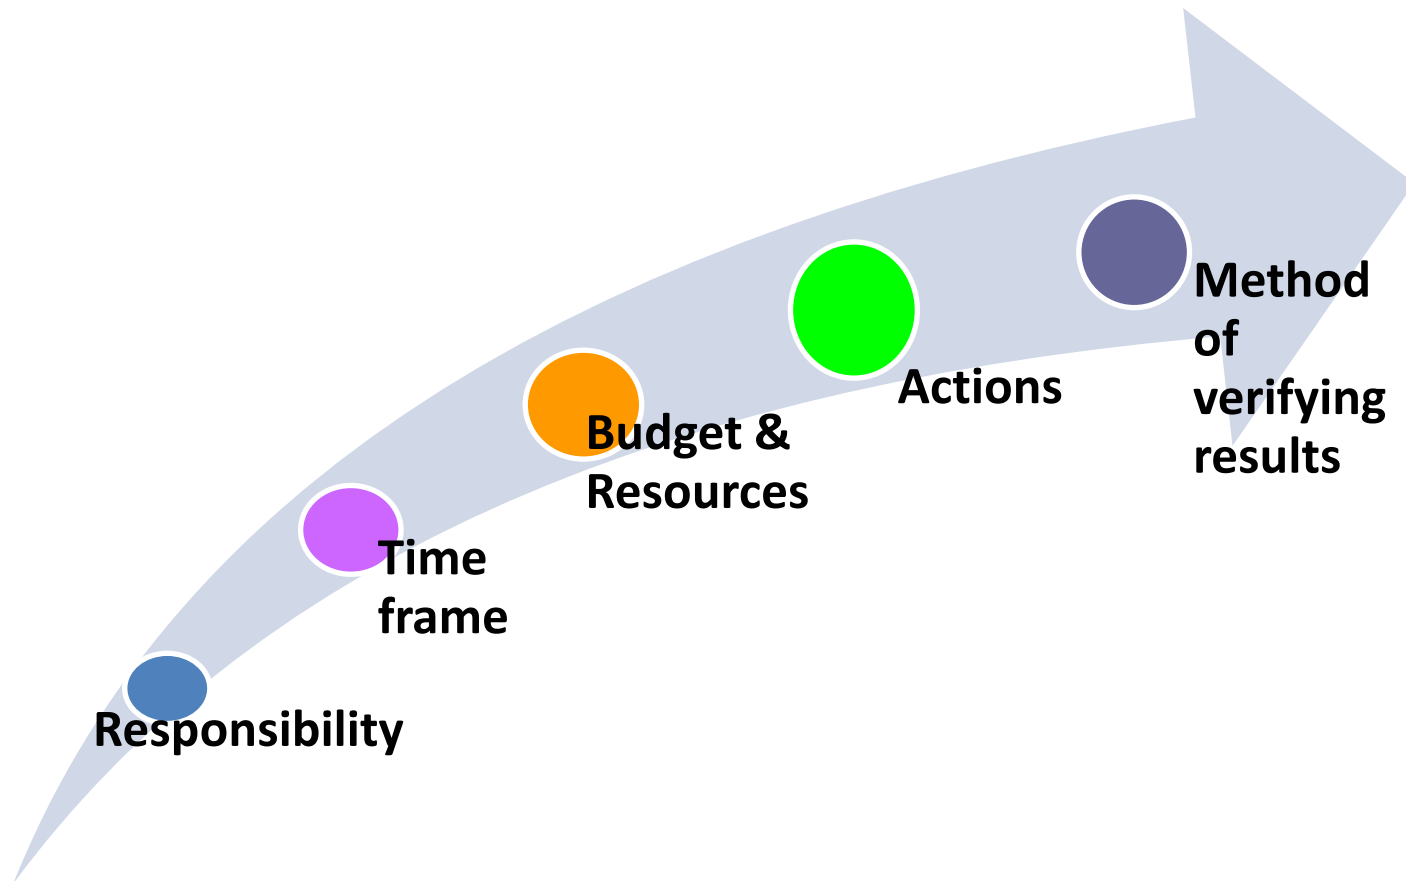 Responsibility
Time
frame
Budget &
Resources
Actions
Method
of
verifying
results